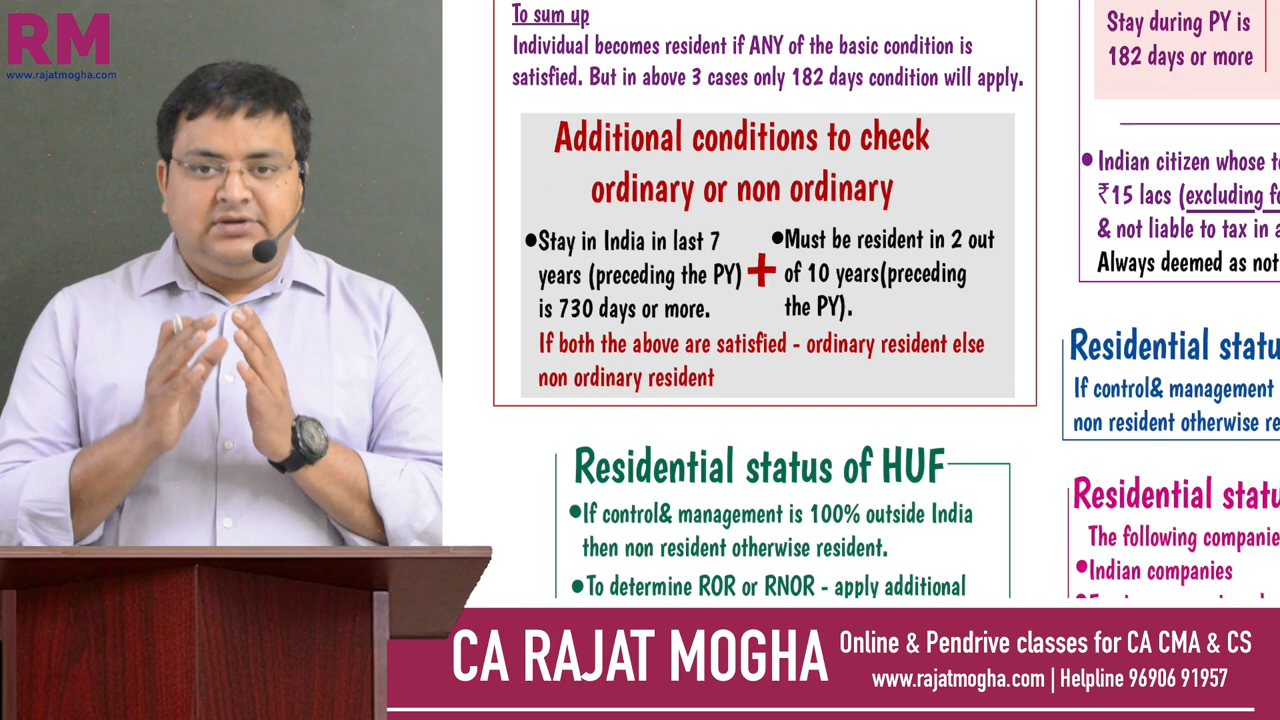 RM
www.rajatmogha.com
To sum up
Individual becomes resident if ANY of the basic condition is
satisfied. But in above 3 cases only 182 days condition will apply.
Additional conditions to check
ordinary or non ordinary
•Stay in India in last 7
years (preceding the PY)
is 730 days or more.
+
•Must be resident in 2 out
of 10 years(preceding
the PY).
If both the above are satisfied - ordinary resident else
non ordinary resident
Residential status of HUF
•If control& management is 100% outside India
then non resident otherwise resident.
•To determine ROR or RNOR - apply additional
Stay during PY is
182 days or more
•Indian citizen whose
₹15 lacs (excluding
& not liable to tax in
Always deemed as not
Residential
If control& management
non resident otherwise
Residential
The following
•Indian companies
CA RAJAT MOGHA
Online & Pendrive classes for CA CMA & CS
www.rajatmogha.com | Helpline 96906 91957